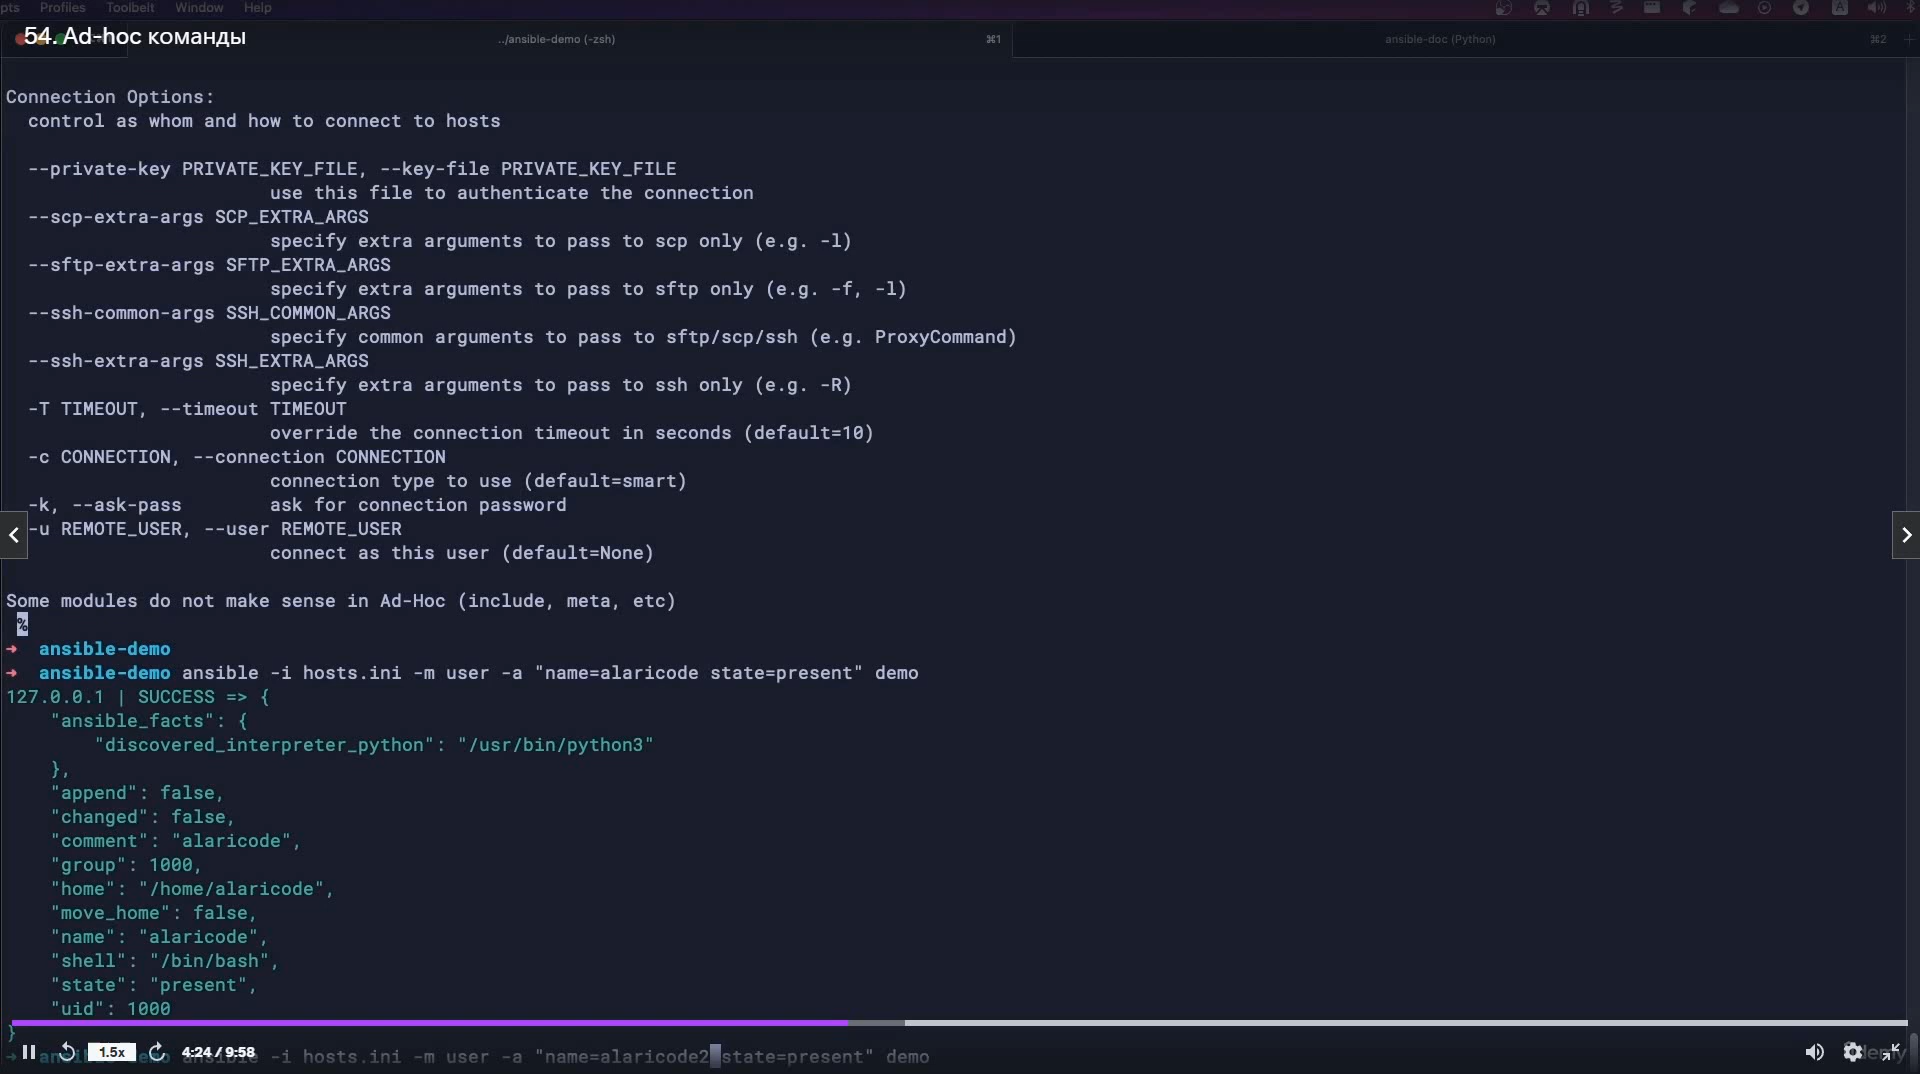 pts Profiles Toolbelt Window Help
54. Ad-hoc команды
../ansible-demo (-zsh) ⌘1 ansible-doc (Python) ⌘2 +
Connection Options:
control as whom and how to connect to hosts
--private-key PRIVATE_KEY_FILE, --key-file PRIVATE_KEY_FILE
use this file to authenticate the connection
--scp-extra-args SCP_EXTRA_ARGS
specify extra arguments to pass to scp only (e.g. -l)
--sftp-extra-args SFTP_EXTRA_ARGS
specify extra arguments to pass to sftp only (e.g. -f, -l)
--ssh-common-args SSH_COMMON_ARGS
specify common arguments to pass to sftp/scp/ssh (e.g. ProxyCommand)
--ssh-extra-args SSH_EXTRA_ARGS
specify extra arguments to pass to ssh only (e.g. -R)
-T TIMEOUT, --timeout TIMEOUT
override the connection timeout in seconds (default=10)
-c CONNECTION, --connection CONNECTION
connection type to use (default=smart)
-k, --ask-pass ask for connection password
-u REMOTE_USER, --user REMOTE_USER
connect as this user (default=None)
Some modules do not make sense in Ad-Hoc (include, meta, etc)
%
➜ ansible-demo
➜ ansible-demo ansible -i hosts.ini -m user -a "name=alaricode state=present" demo
127.0.0.1 | SUCCESS => {
"ansible_facts": {
"discovered_interpreter_python": "/usr/bin/python3"
},
"append": false,
"changed": false,
"comment": "alaricode",
"group": 1000,
"home": "/home/alaricode",
"move_home": false,
"name": "alaricode",
"shell": "/bin/bash",
"state": "present",
"uid": 1000
}
➜ ansible-demo ansible -i hosts.ini -m user -a "name=alaricode2 state=present" demo
1.5x 4:24 / 9:58